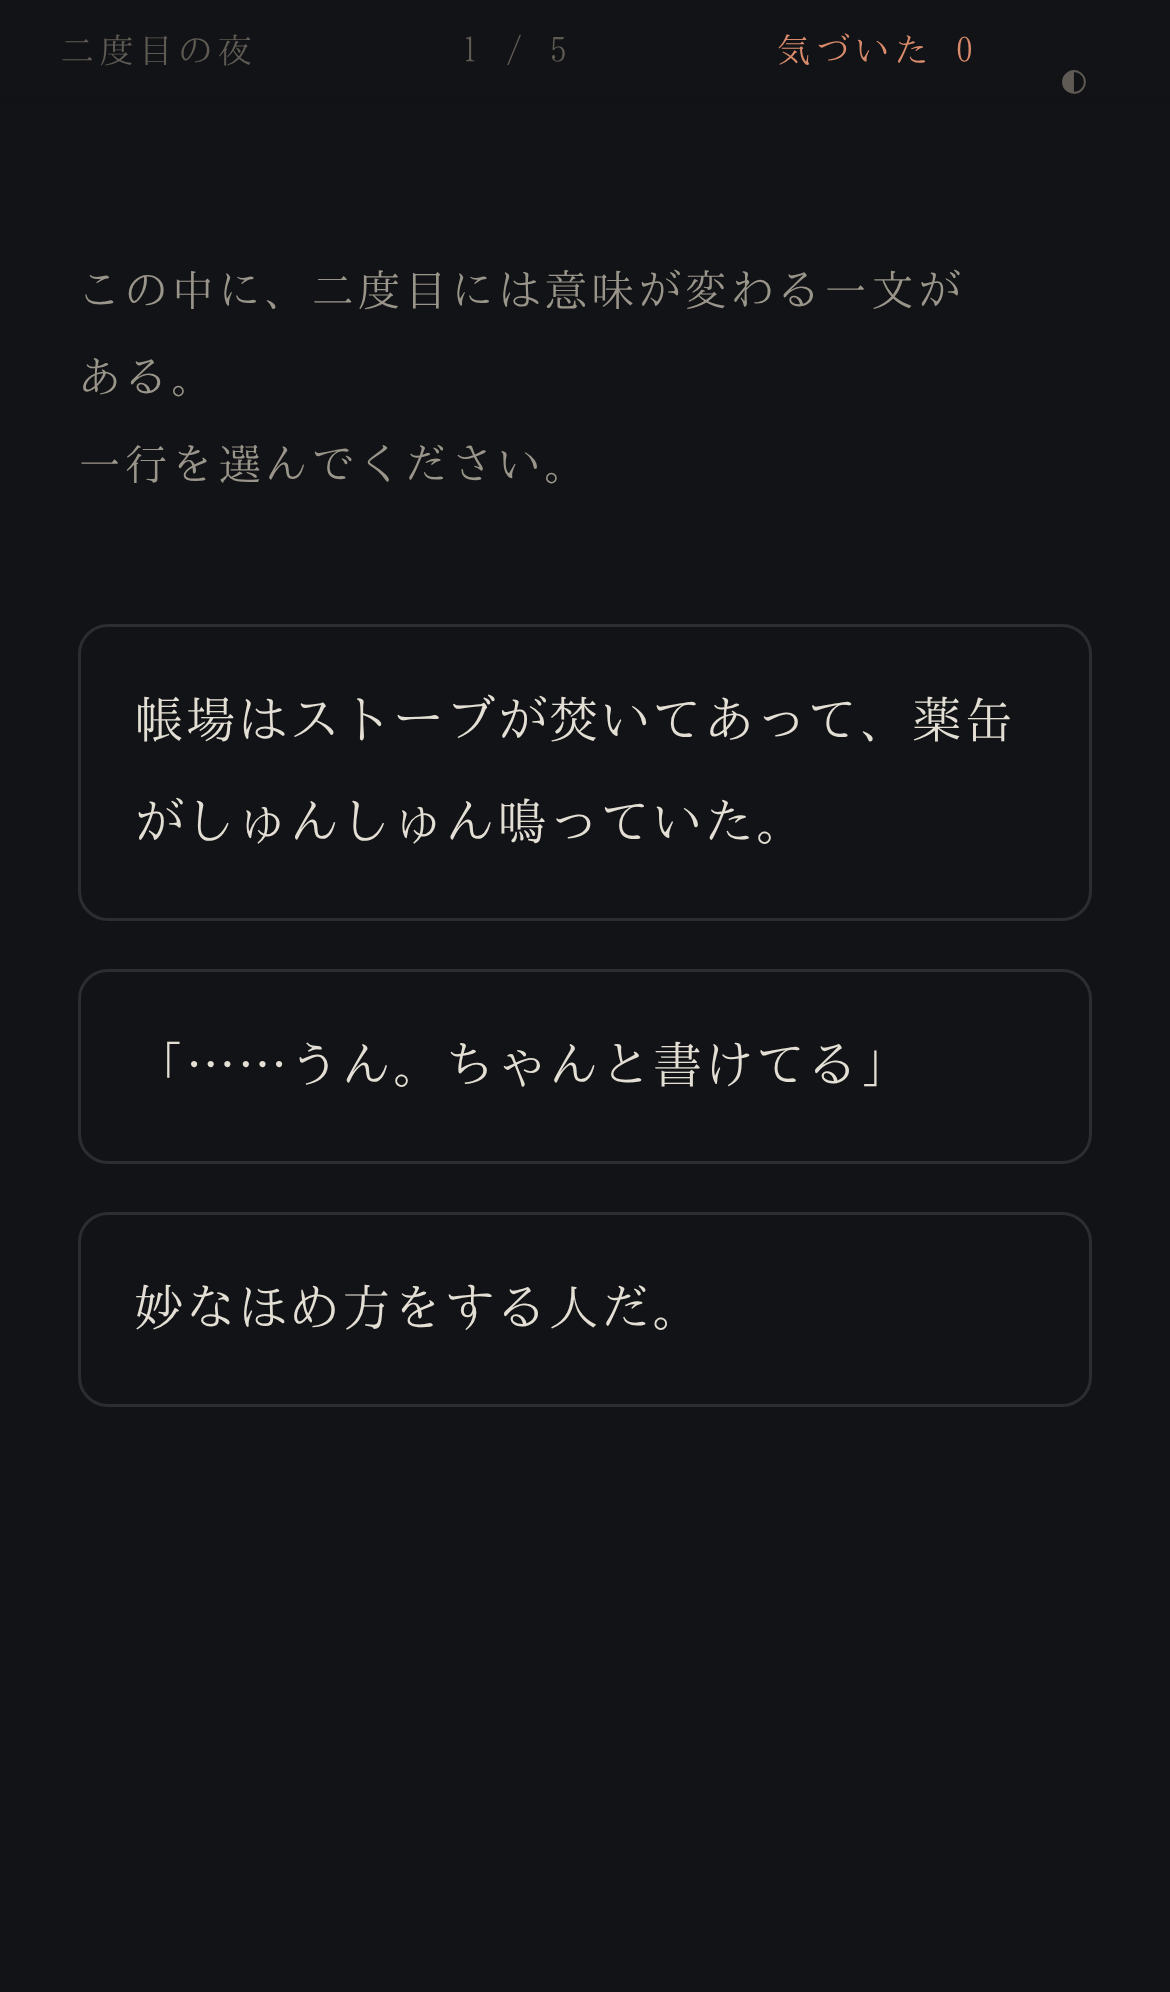 二度目の夜
1 / 5
気づいた 0
この中に、二度目には意味が変わる一文が
ある。
一行を選んでください。
帳場はストーブが焚いてあって、薬缶
がしゅんしゅん鳴っていた。
「……うん。ちゃんと書けてる」
妙なほめ方をする人だ。